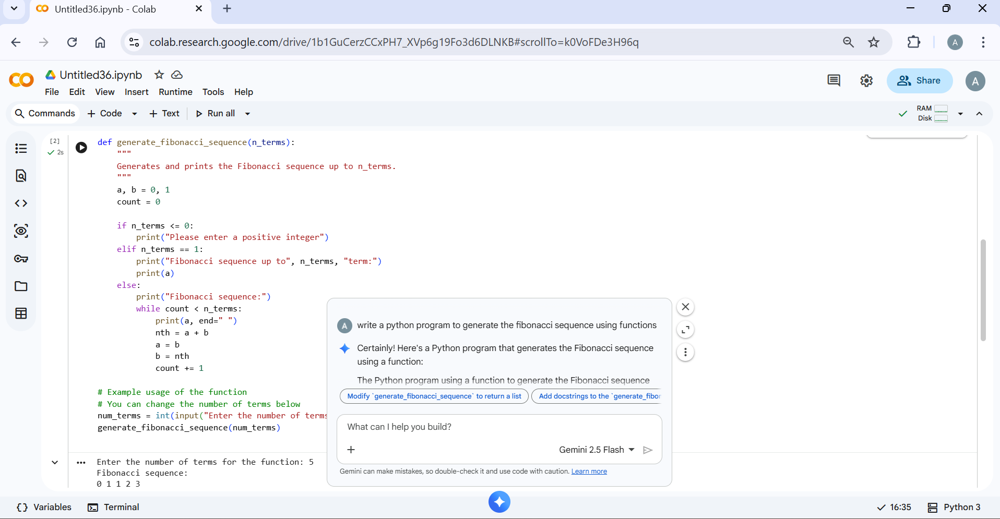 Untitled36.ipynb - Colab
colab.research.google.com/drive/1b1GuCerzCCxPH7_XVp6g19Fo3d6DLNKB#scrollTo=k0VoFDe3H96q
A
Untitled36.ipynb
File Edit View Insert Runtime Tools Help
Share
A
Commands + Code + Text Run all
RAM
Disk
[2]
2s
def generate_fibonacci_sequence(n_terms):
    """
    Generates and prints the Fibonacci sequence up to n_terms.
    """
    a, b = 0, 1
    count = 0
    if n_terms <= 0:
        print("Please enter a positive integer")
    elif n_terms == 1:
        print("Fibonacci sequence up to", n_terms, "term:")
        print(a)
    else:
        print("Fibonacci sequence:")
        while count < n_terms:
            print(a, end=" ")
            nth = a + b
            a = b
            b = nth
            count += 1
# Example usage of the function
# You can change the number of terms below
num_terms = int(input("Enter the number of terms
generate_fibonacci_sequence(num_terms)
Enter the number of terms for the function: 5
Fibonacci sequence:
0 1 1 2 3
A
write a python program to generate the fibonacci sequence using functions
Certainly! Here's a Python program that generates the Fibonacci sequence
using a function:
The Python program using a function to generate the Fibonacci sequence
Modify `generate_fibonacci_sequence` to return a list
Add docstrings to the `generate_fibor
What can I help you build?
+
Gemini 2.5 Flash
Gemini can make mistakes, so double-check it and use code with caution. Learn more
{} Variables
Terminal
16:35
Python 3